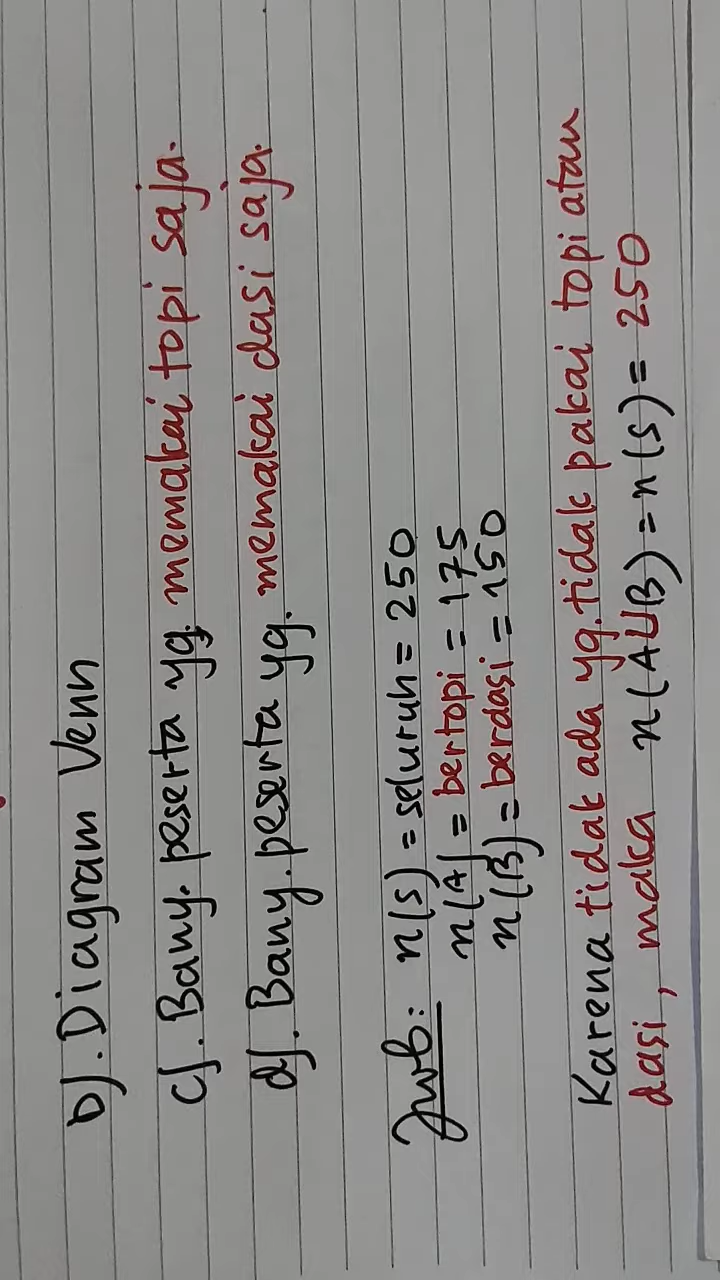 b). Diagram Venn
c). Bany. peserta yg. memakai topi saja.
d). Bany. peserta yg. memakai dasi saja.
Jwb: n(S) = seluruh = 250
n(A) = bertopi = 175
n(B) = berdasi = 150
Karena tidak ada yg. tidak pakai topi atau
dasi, maka n(A∪B) = n(S) = 250